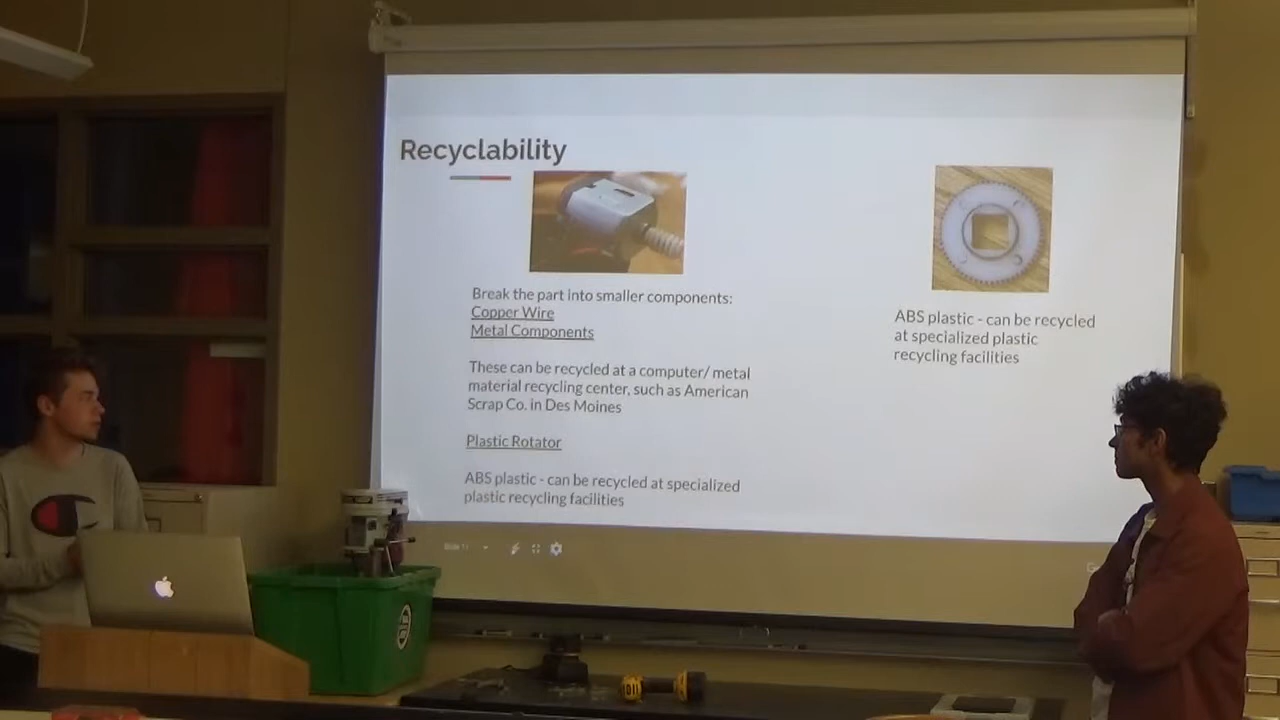 Recyclability
Break the part into smaller components:
Copper Wire
Metal Components
These can be recycled at a computer/ metal
material recycling center, such as American
Scrap Co. in Des Moines
Plastic Rotator
ABS plastic - can be recycled at specialized
plastic recycling facilities
ABS plastic - can be recycled
at specialized plastic
recycling facilities